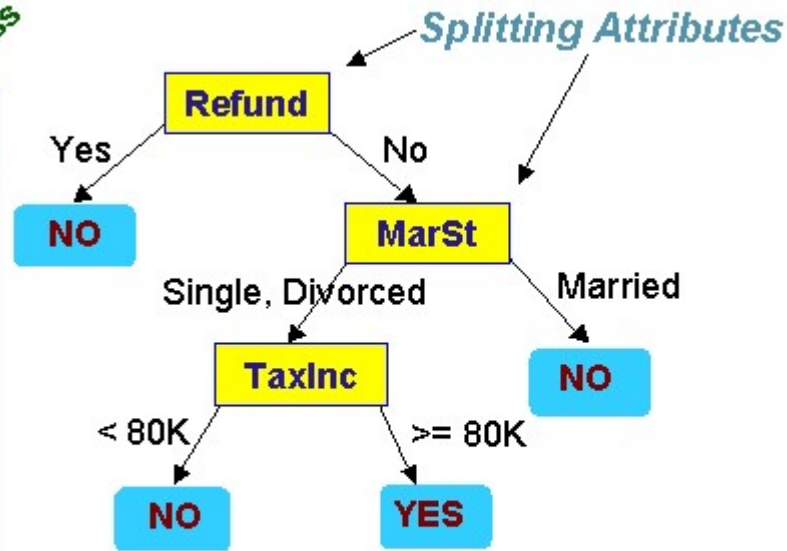 Splitting Attributes
Refund
Yes
No
NO
MarSt
Single, Divorced
Married
TaxInc
NO
< 80K
>= 80K
NO
YES